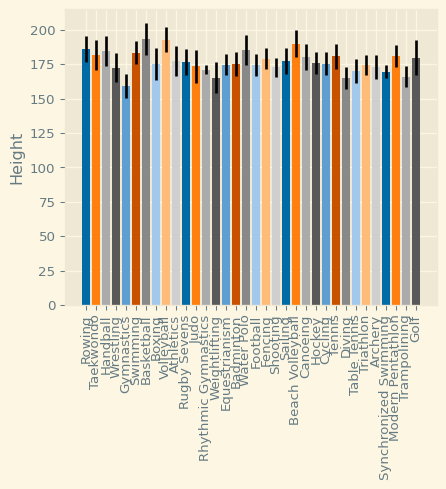 Height
200
175
150
125
100
75
50
25
0
Rowing
Taekwondo
Handball
Wrestling
Gymnastics
Swimming
Basketball
Boxing
Volleyball
Athletics
Rugby Sevens
Judo
Rhythmic Gymnastics
Weightlifting
Equestrianism
Badminton
Water Polo
Football
Fencing
Shooting
Sailing
Beach Volleyball
Canoeing
Hockey
Cycling
Tennis
Diving
Table Tennis
Triathlon
Archery
Synchronized Swimming
Modern Pentathlon
Trampolining
Golf